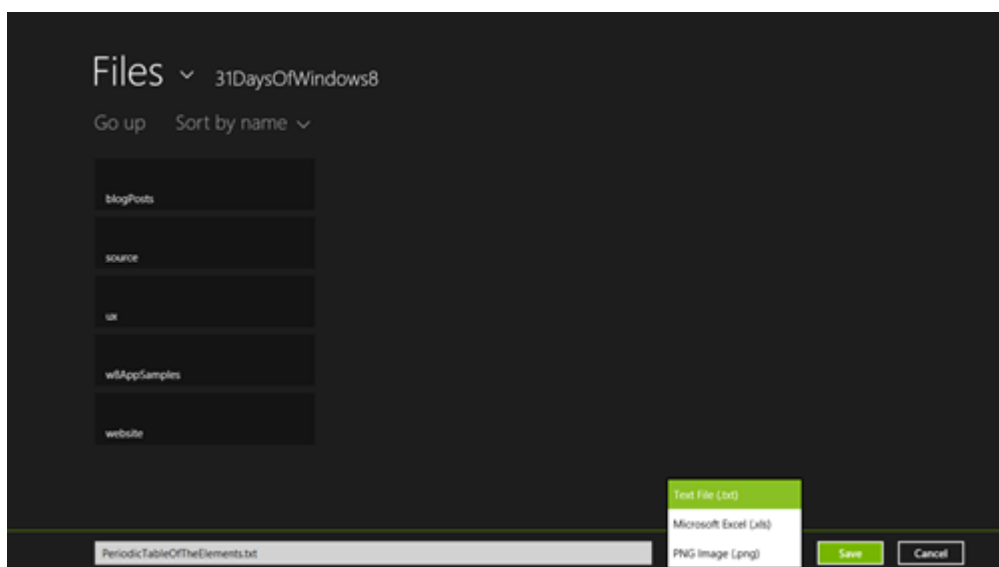 Files 31DaysOfWindows8
Go up Sort by name
blogPosts
source
ux
w8AppSamples
website
Text File (.txt)
Microsoft Excel (.xls)
PeriodicTableOfTheElements.txt PNG Image (.png) Save Cancel